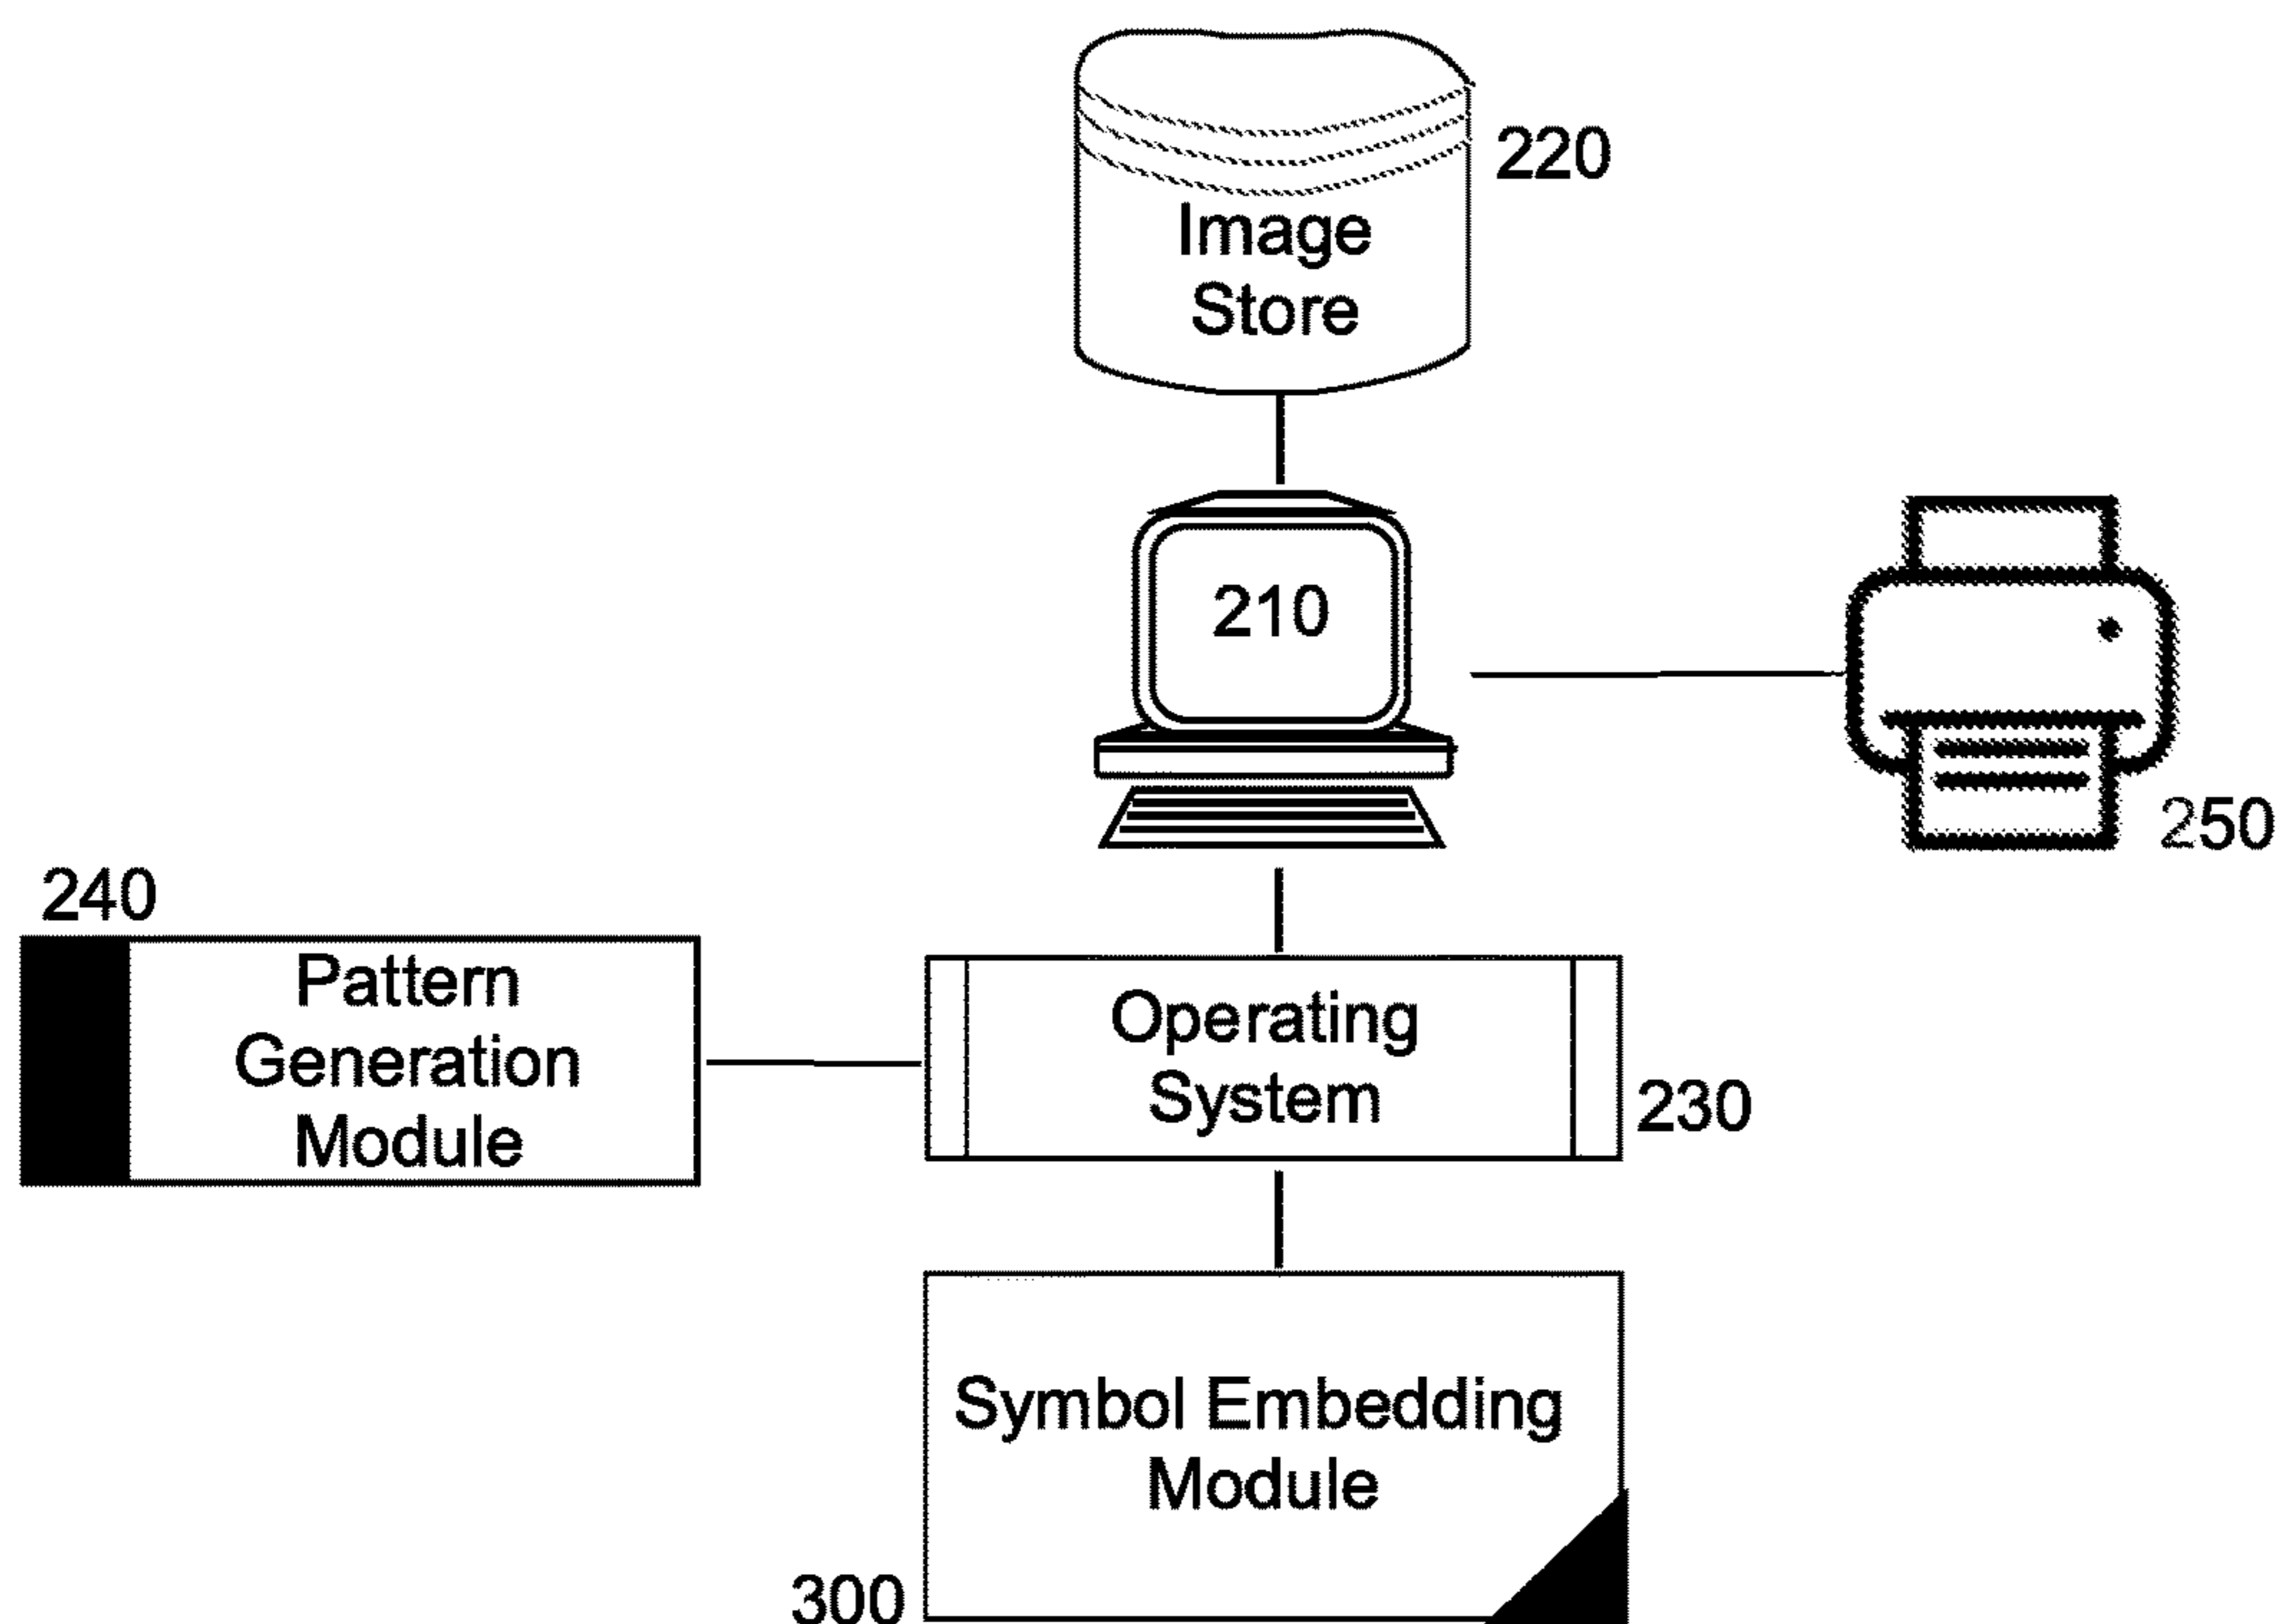 220
Image
Store
210
250
240
Pattern
Generation
Module
Operating
System
230
Symbol Embedding
Module
300